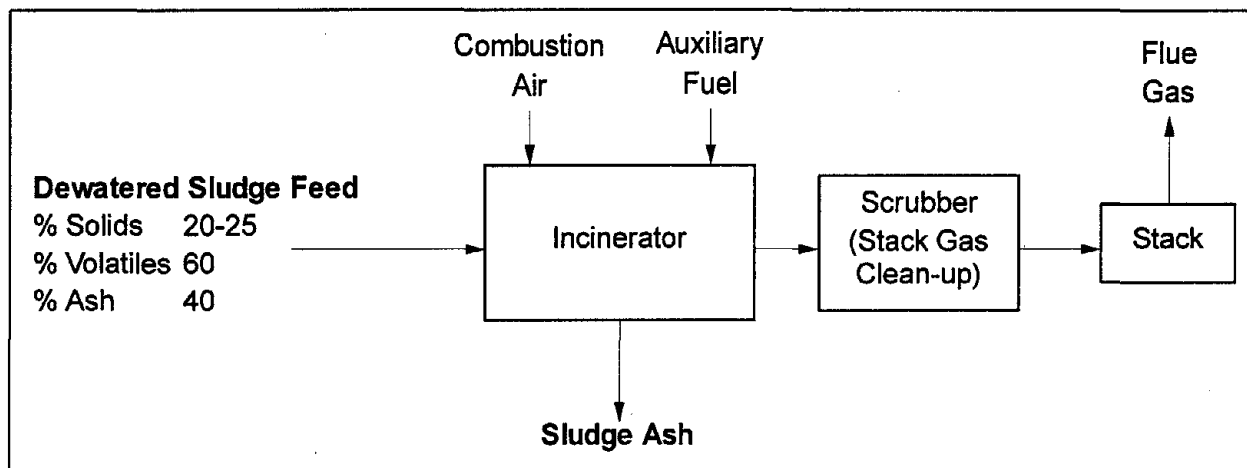 Combustion
Air
Auxiliary
Fuel
Flue
Gas
Dewatered Sludge Feed
% Solids 20-25
% Volatiles 60
% Ash 40
Incinerator
Scrubber
(Stack Gas
Clean-up)
Stack
Sludge Ash